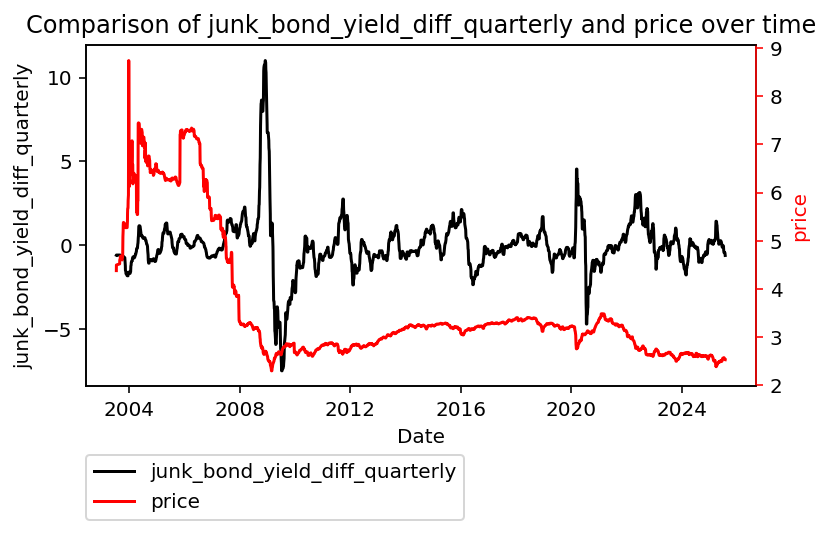 Comparison of junk_bond_yield_diff_quarterly and price over time
junk_bond_yield_diff_quarterly
10
5
0
−5
9
8
7
6
5
4
3
2
price
2004 2008 2012 2016 2020 2024
Date
junk_bond_yield_diff_quarterly
price